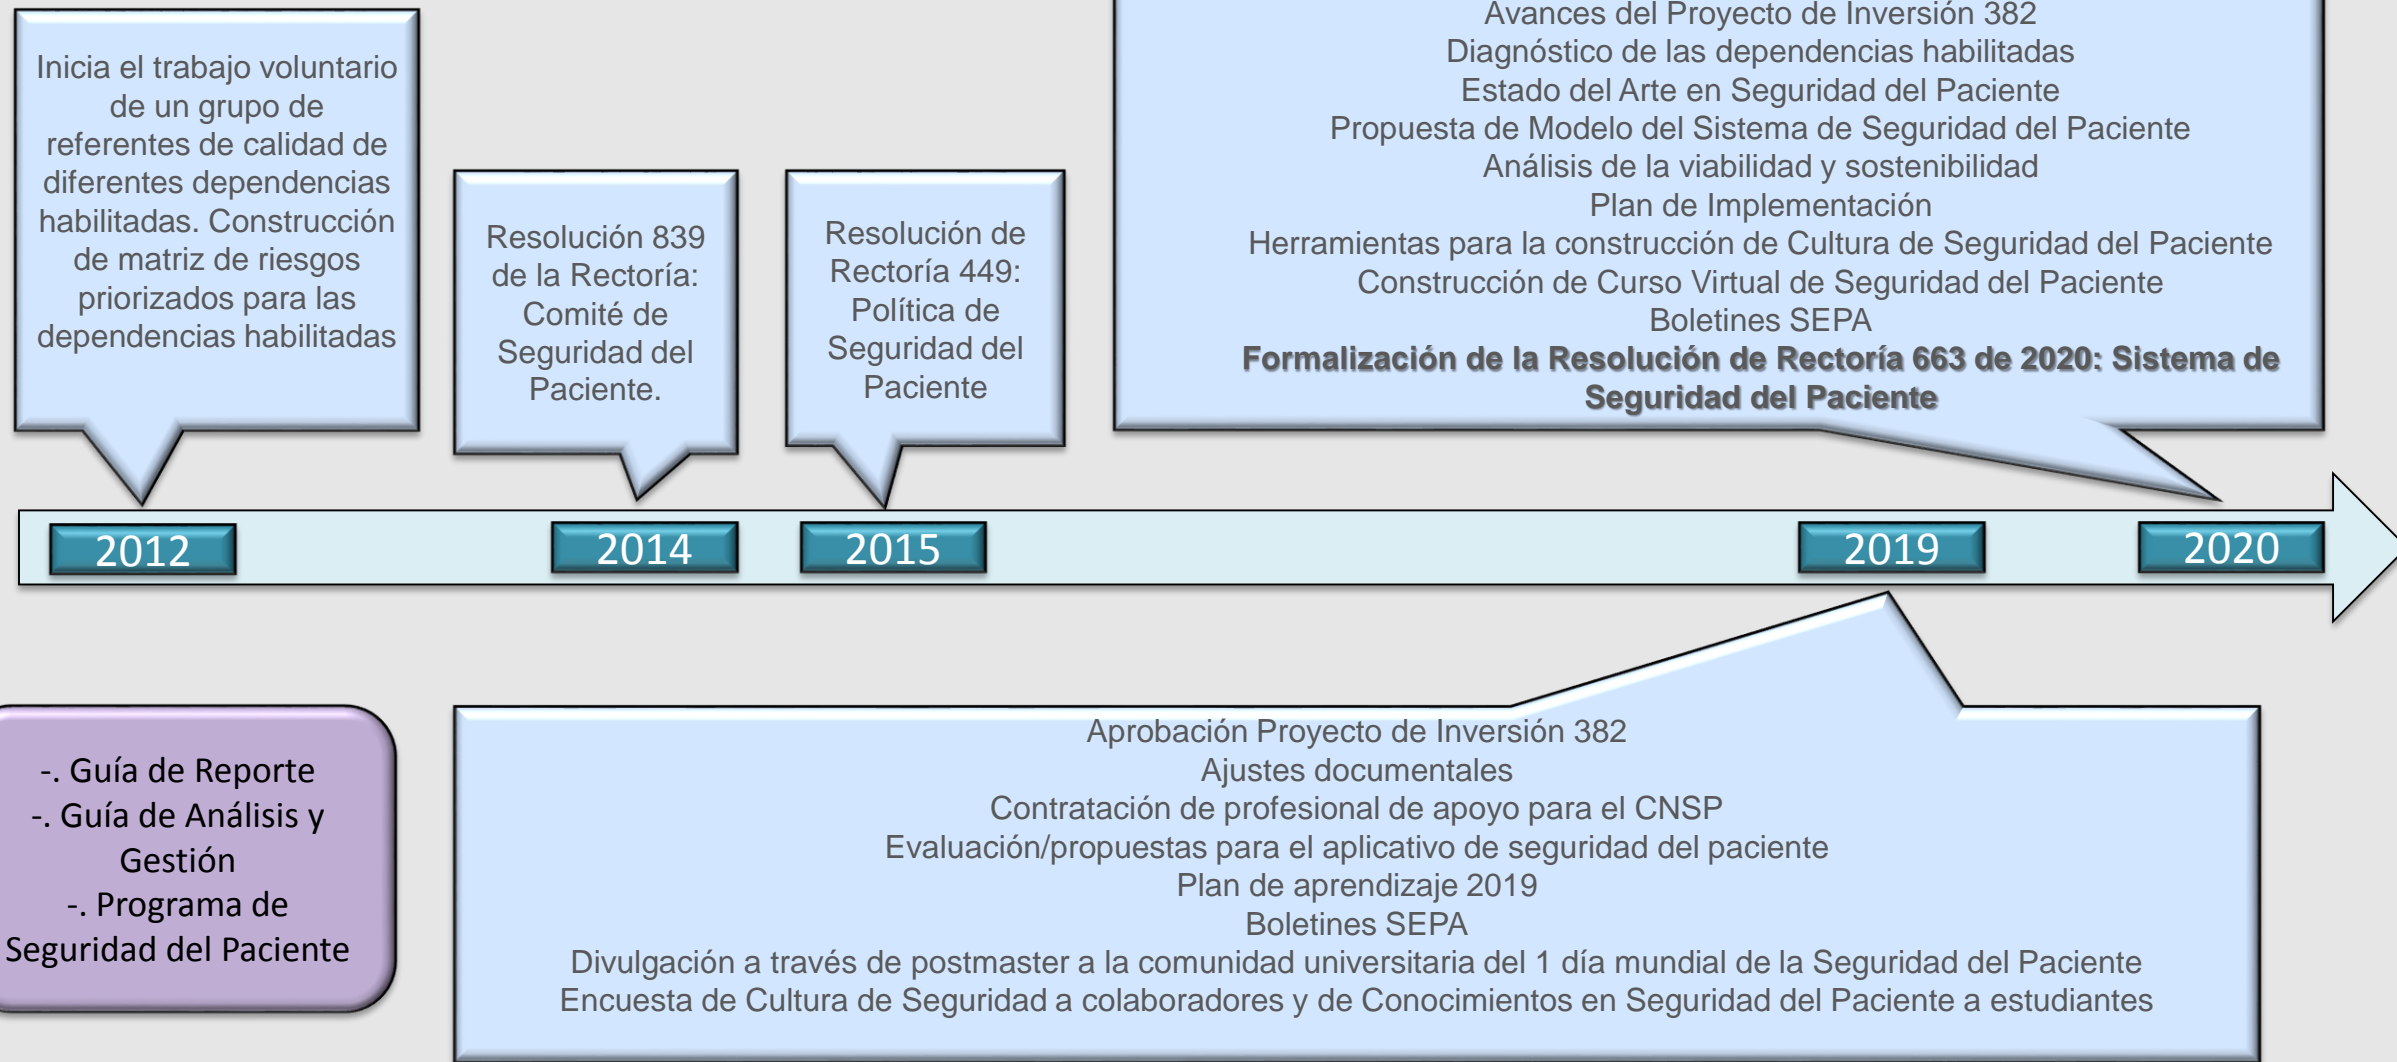 Inicia el trabajo voluntario
de un grupo de
referentes de calidad de
diferentes dependencias
habilitadas. Construcción
de matriz de riesgos
priorizados para las
dependencias habilitadas
Resolución 839
de la Rectoría:
Comité de
Seguridad del
Paciente.
Resolución de
Rectoría 449:
Política de
Seguridad del
Paciente
Avances del Proyecto de Inversión 382
Diagnóstico de las dependencias habilitadas
Estado del Arte en Seguridad del Paciente
Propuesta de Modelo del Sistema de Seguridad del Paciente
Análisis de la viabilidad y sostenibilidad
Plan de Implementación
Herramientas para la construcción de Cultura de Seguridad del Paciente
Construcción de Curso Virtual de Seguridad del Paciente
Boletines SEPA
Formalización de la Resolución de Rectoría 663 de 2020: Sistema de
Seguridad del Paciente
2012
2014
2015
2019
2020
-. Guía de Reporte
-. Guía de Análisis y
Gestión
-. Programa de
Seguridad del Paciente
Aprobación Proyecto de Inversión 382
Ajustes documentales
Contratación de profesional de apoyo para el CNSP
Evaluación/propuestas para el aplicativo de seguridad del paciente
Plan de aprendizaje 2019
Boletines SEPA
Divulgación a través de postmaster a la comunidad universitaria del 1 día mundial de la Seguridad del Paciente
Encuesta de Cultura de Seguridad a colaboradores y de Conocimientos en Seguridad del Paciente a estudiantes